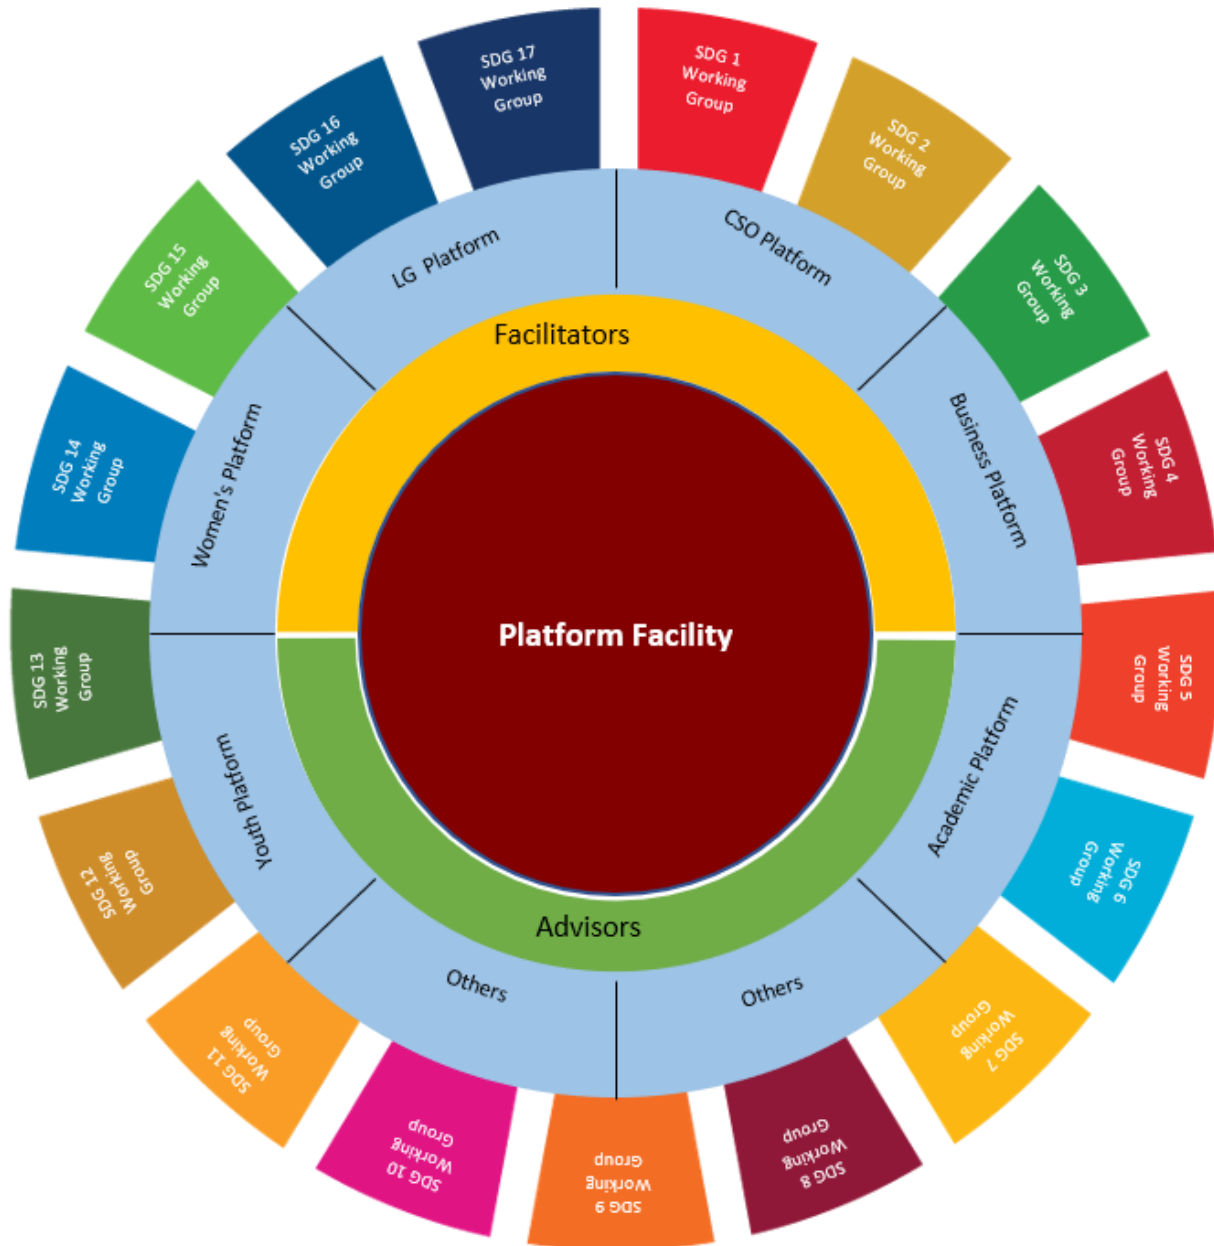 SDG 1
Working
Group
SDG 2
Working
Group
SDG 3
Working
Group
SDG 4
Working
Group
SDG 5
Working
Group
SDG 6
Working
Group
SDG 7
Working
Group
SDG 8
Working
Group
SDG 9
Working
Group
SDG 10
Working
Group
SDG 11
Working
Group
SDG 12
Working
Group
SDG 13
Working
Group
SDG 14
Working
Group
SDG 15
Working
Group
SDG 16
Working
Group
SDG 17
Working
Group
CSO Platform
Business Platform
Academic Platform
Others
Others
Youth Platform
Women's Platform
LG Platform
Facilitators
Platform Facility
Advisors